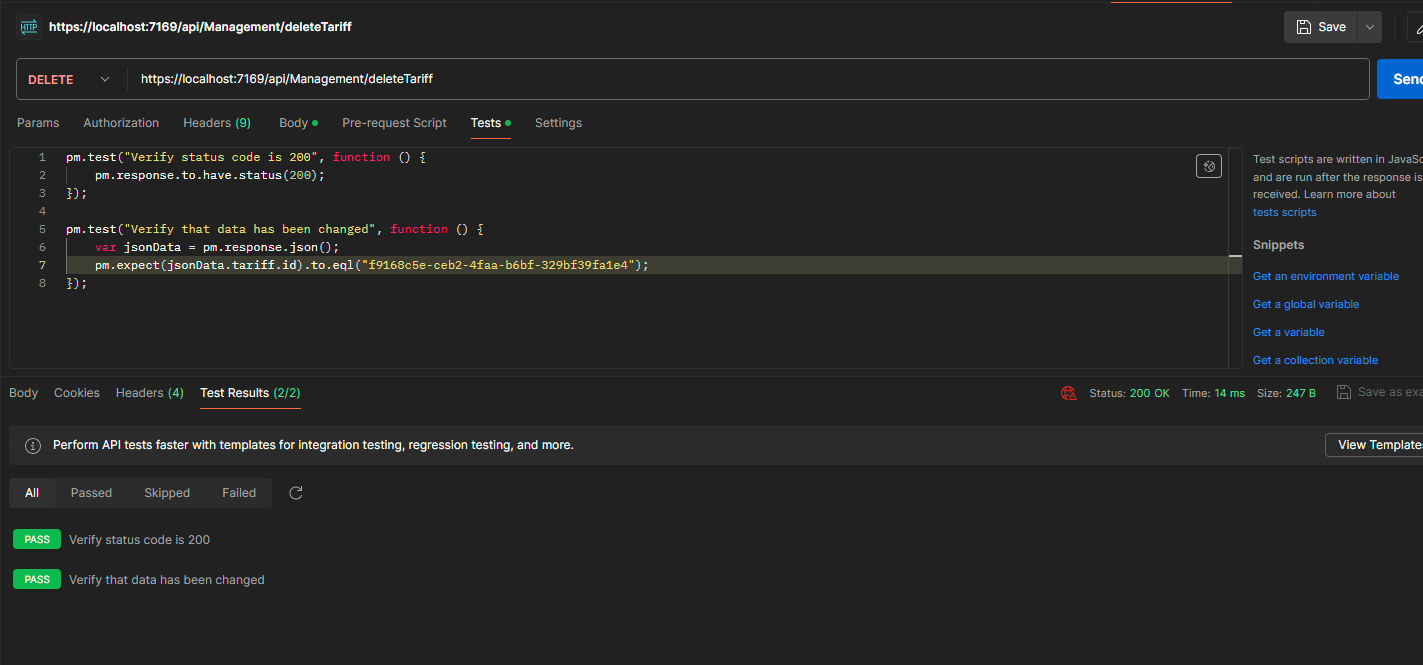 HTTP https://localhost:7169/api/Management/deleteTariff Save
DELETE https://localhost:7169/api/Management/deleteTariff Send
Params Authorization Headers (9) Body Pre-request Script Tests Settings
1 pm.test("Verify status code is 200", function () {
2 pm.response.to.have.status(200);
3 });
4
5 pm.test("Verify that data has been changed", function () {
6 var jsonData = pm.response.json();
7 pm.expect(jsonData.tariff.id).to.eql("f9168c5e-ceb2-4faa-b6bf-329bf39fa1e4");
8 });
Test scripts are written in JavaSc
and are run after the response is
received. Learn more about
tests scripts
Snippets
Get an environment variable
Get a global variable
Get a variable
Get a collection variable
Body Cookies Headers (4) Test Results (2/2) Status: 200 OK Time: 14 ms Size: 247 B Save as exa
Perform API tests faster with templates for integration testing, regression testing, and more. View Template
All Passed Skipped Failed
PASS Verify status code is 200
PASS Verify that data has been changed